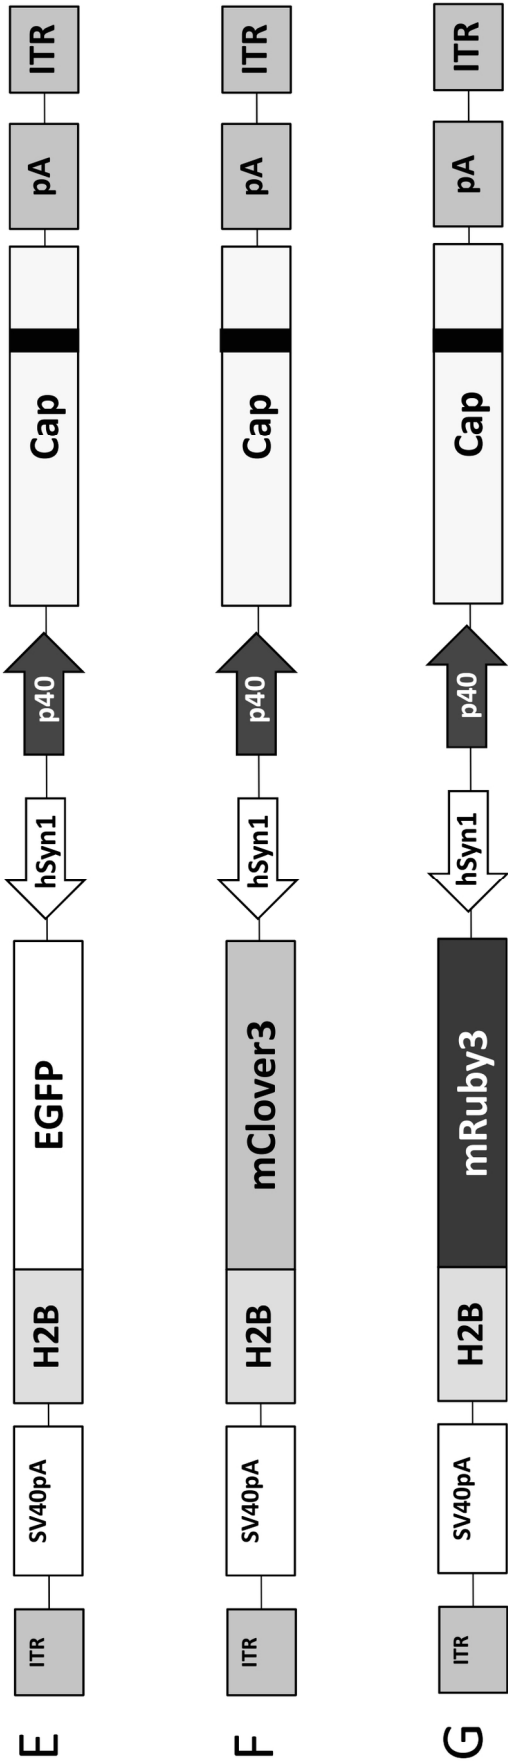 E ITR SV40pA H2B EGFP hSyn1 p40 Cap pA ITR
F ITR SV40pA H2B mClover3 hSyn1 p40 Cap pA ITR
G ITR SV40pA H2B mRuby3 hSyn1 p40 Cap pA ITR